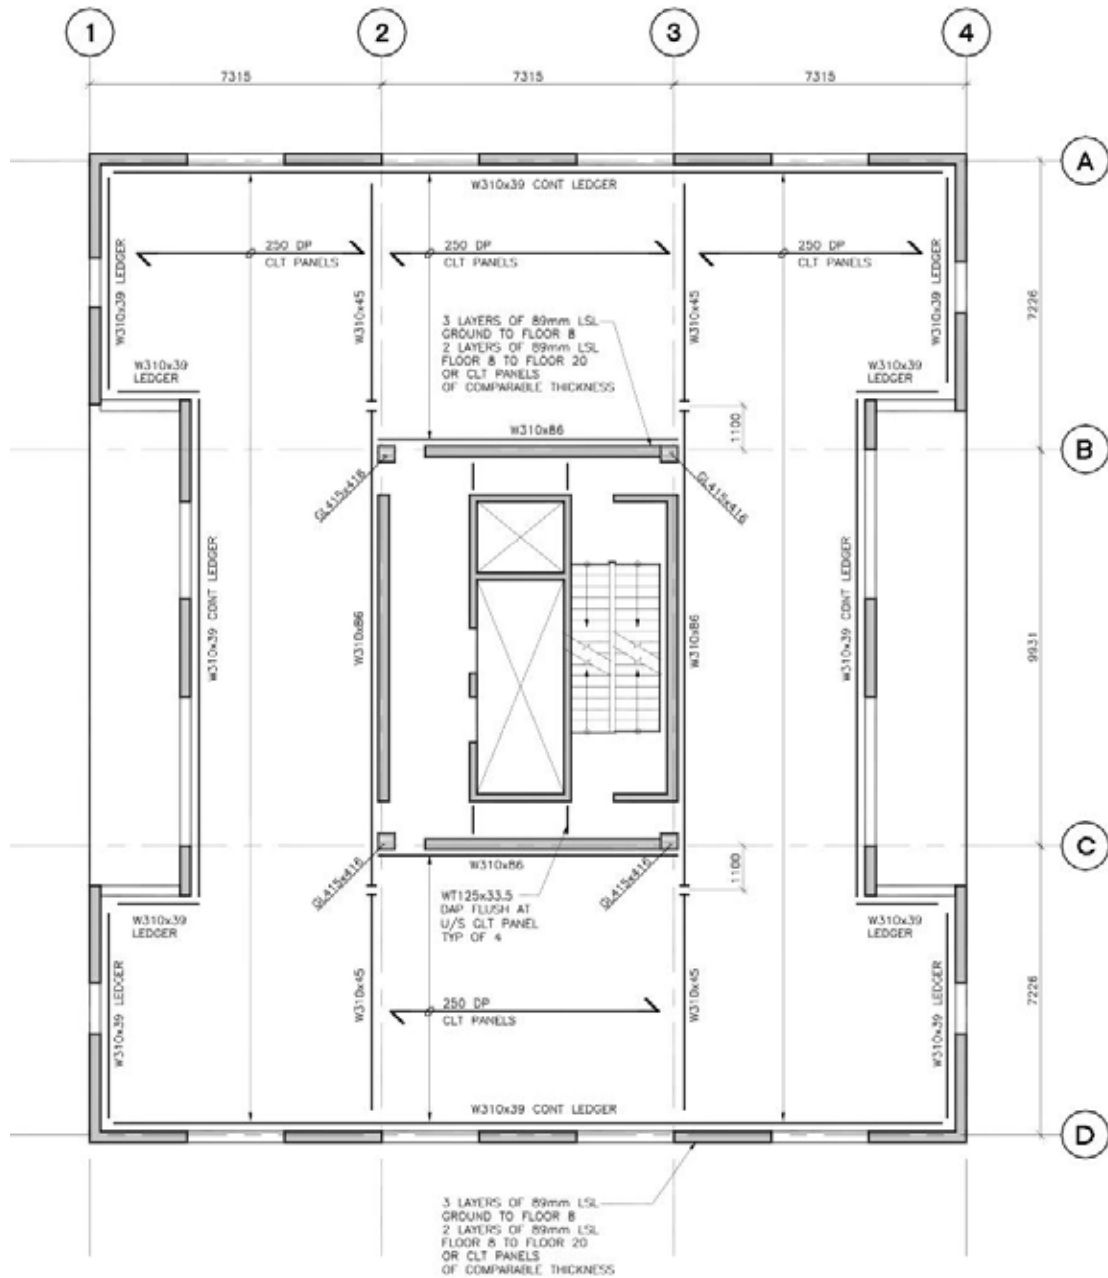 1 2 3 4
7315 7315 7315
A
W310x39 CONT LEDGER
250 DP
CLT PANELS
250 DP
CLT PANELS
250 DP
CLT PANELS
W310x39 LEDGER
W310x45
W310x45
W310x39 LEDGER
7226
3 LAYERS OF 89mm LSL
GROUND TO FLOOR 8
2 LAYERS OF 89mm LSL
FLOOR 8 TO FLOOR 20
OR CLT PANELS
OF COMPARABLE THICKNESS
W310x39
LEDGER
W310x39
LEDGER
1100
W310x86
B
GL415x416
GL415x416
W310x39 CONT LEDGER
W310x86
W310x86
W310x39 CONT LEDGER
9931
C
W310x86
GL415x416
GL415x416
1100
WT125x33.5
DAP FLUSH AT
U/S CLT PANEL
TYP OF 4
W310x39
LEDGER
W310x39
LEDGER
W310x39 LEDGER
W310x45
W310x45
W310x39 LEDGER
7226
250 DP
CLT PANELS
W310x39 CONT LEDGER
D
3 LAYERS OF 89mm LSL
GROUND TO FLOOR 8
2 LAYERS OF 89mm LSL
FLOOR 8 TO FLOOR 20
OR CLT PANELS
OF COMPARABLE THICKNESS